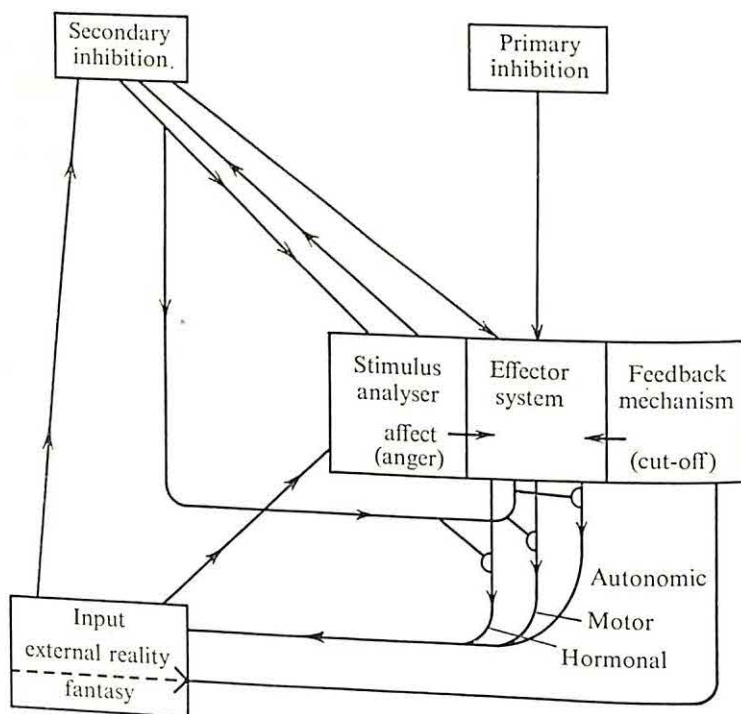 Secondary
inhibition.
Primary
inhibition
Stimulus
analyser
affect
(anger)
Effector
system
Feedback
mechanism
(cut-off)
Autonomic
Motor
Hormonal
Input
external reality
fantasy